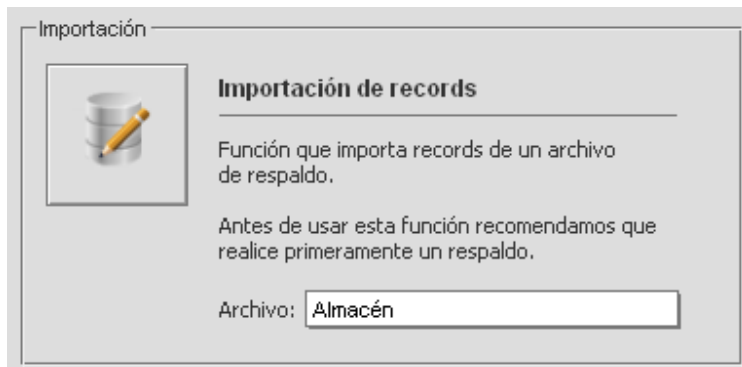 Importación
Importación de records
Función que importa records de un archivo
de respaldo.
Antes de usar esta función recomendamos que
realice primeramente un respaldo.
Archivo: Almacén